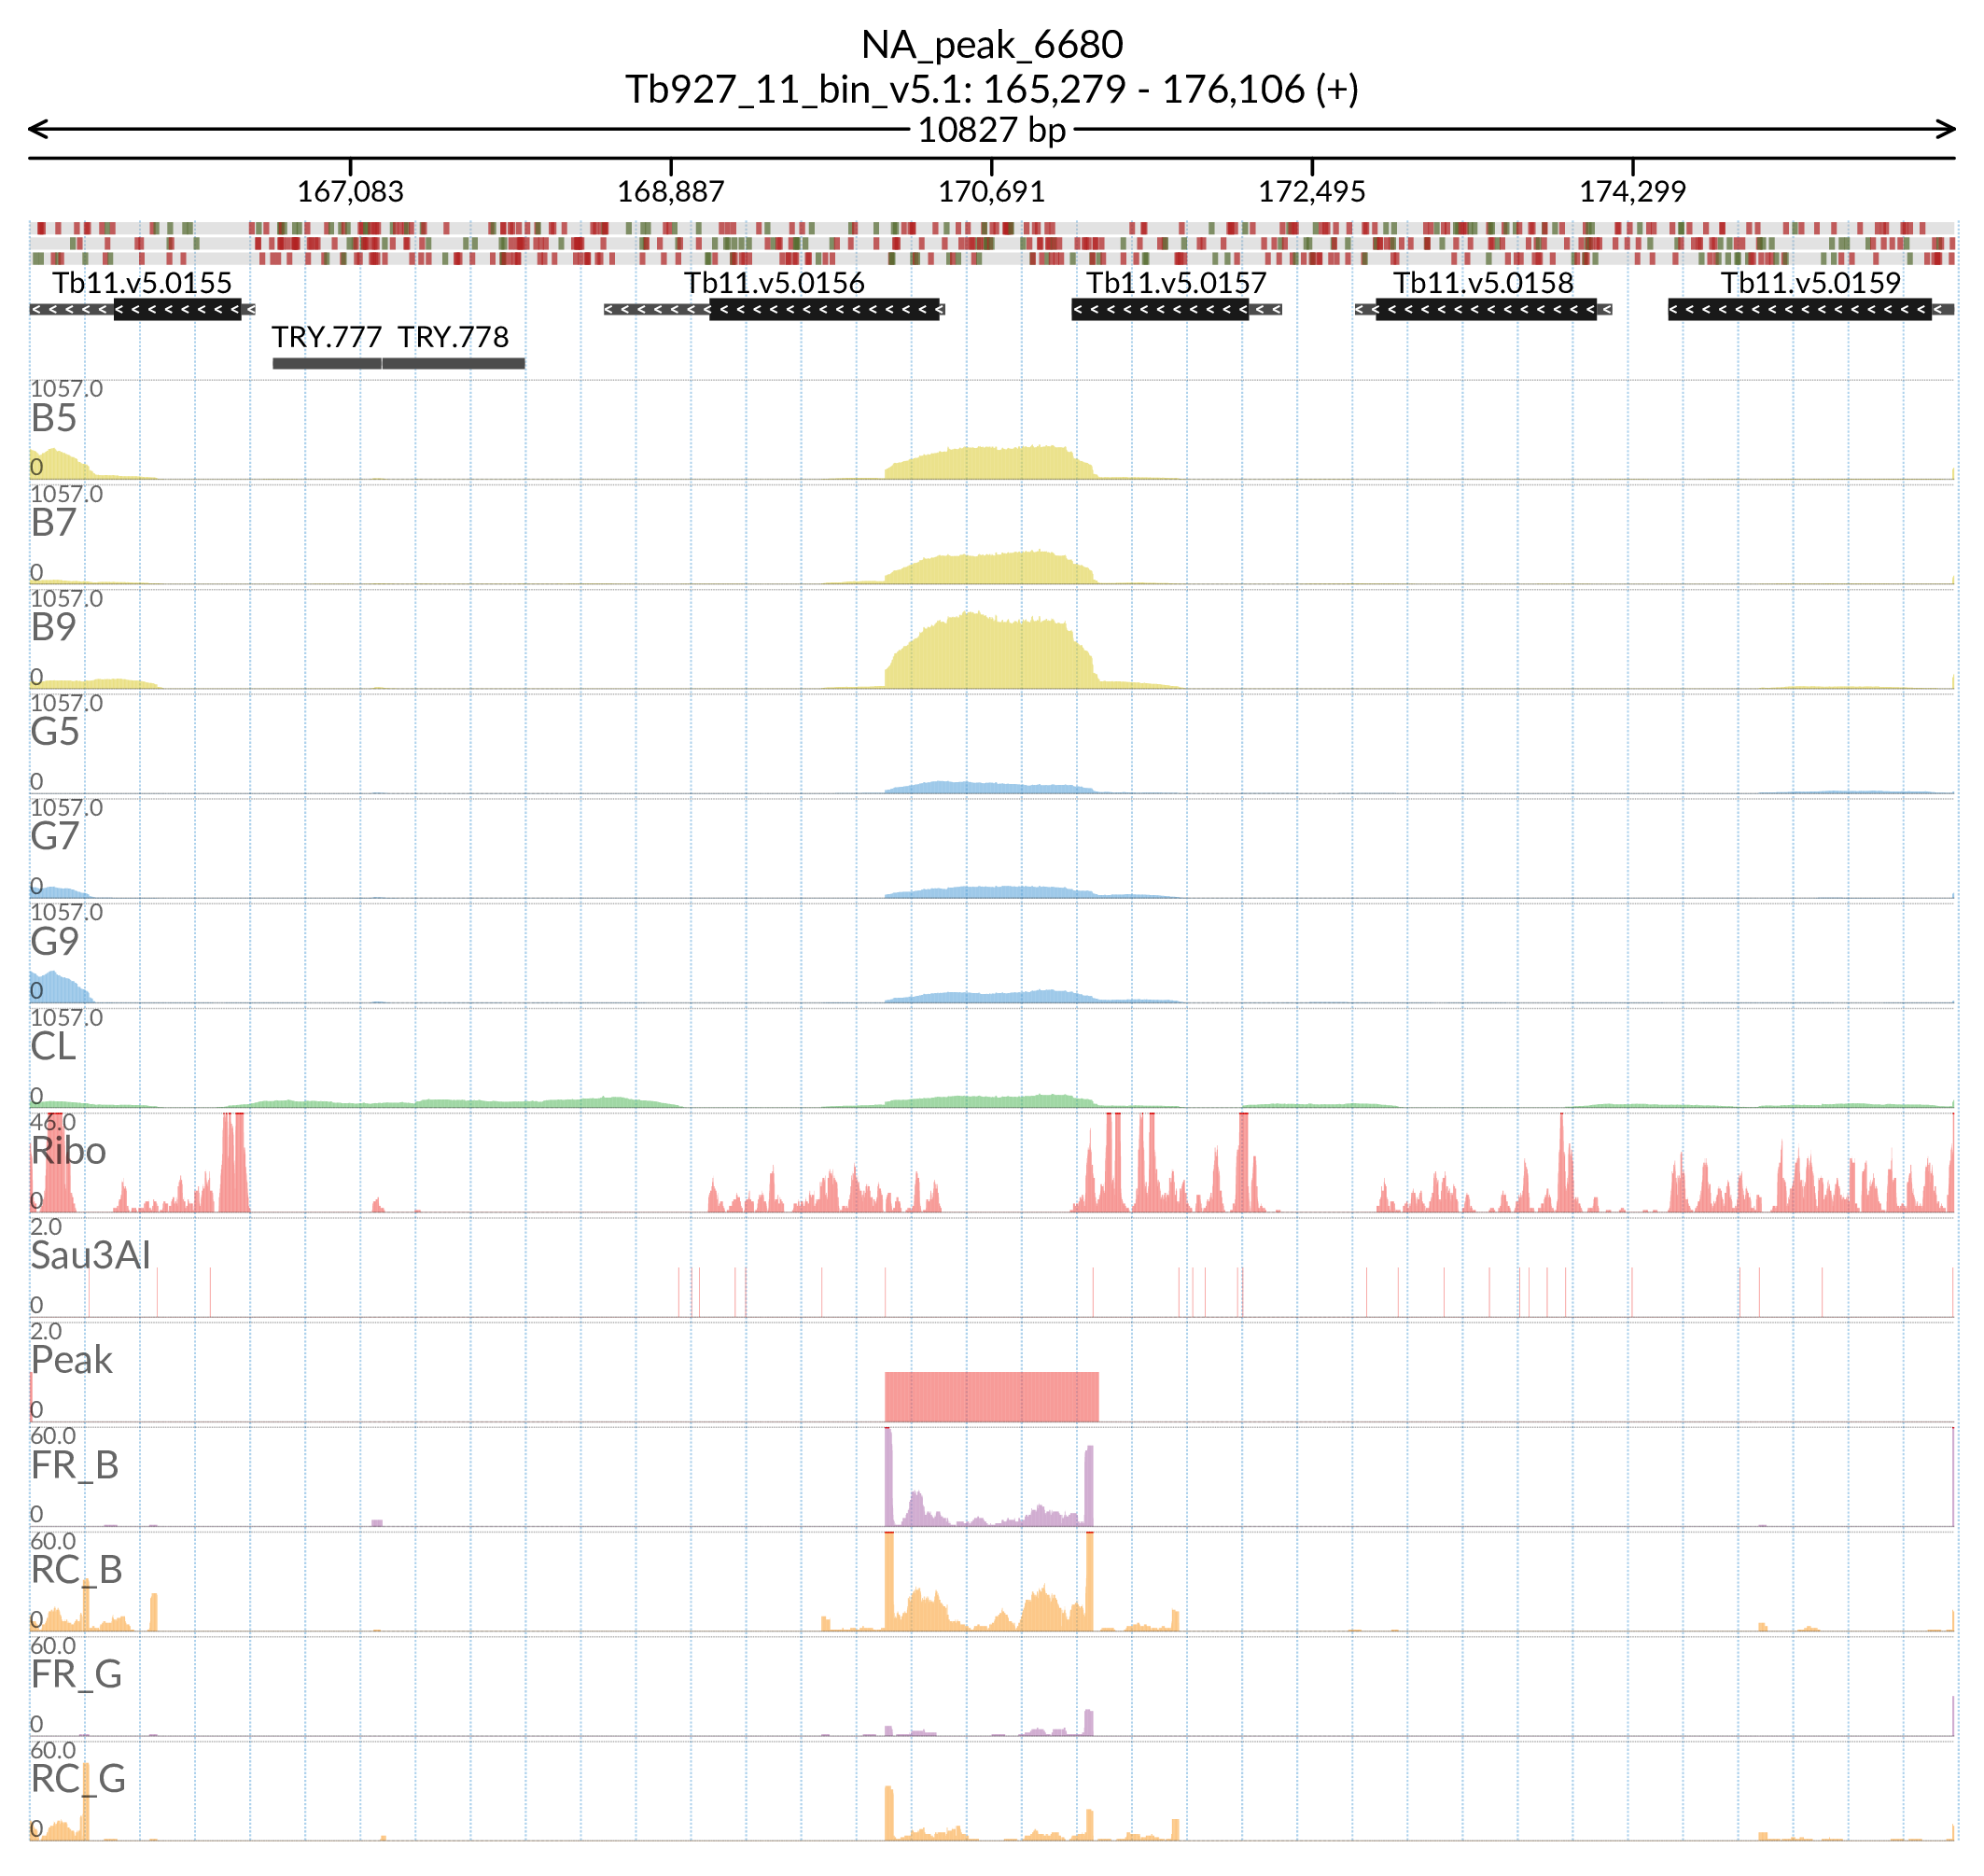 NA_peak_6680
Tb927_11_bin_v5.1: 165,279 - 176,106 (+)
10827 bp
167,083 168,887 170,691 172,495 174,299
Tb11.v5.0155 Tb11.v5.0156 Tb11.v5.0157 Tb11.v5.0158 Tb11.v5.0159
TRY.777 TRY.778
1057.0
B5
0
1057.0
B7
0
1057.0
B9
0
1057.0
G5
0
1057.0
G7
0
1057.0
G9
0
1057.0
CL
0
46.0
Ribo
0
2.0
Sau3AI
0
2.0
Peak
0
60.0
FR_B
0
60.0
RC_B
0
60.0
FR_G
0
60.0
RC_G
0